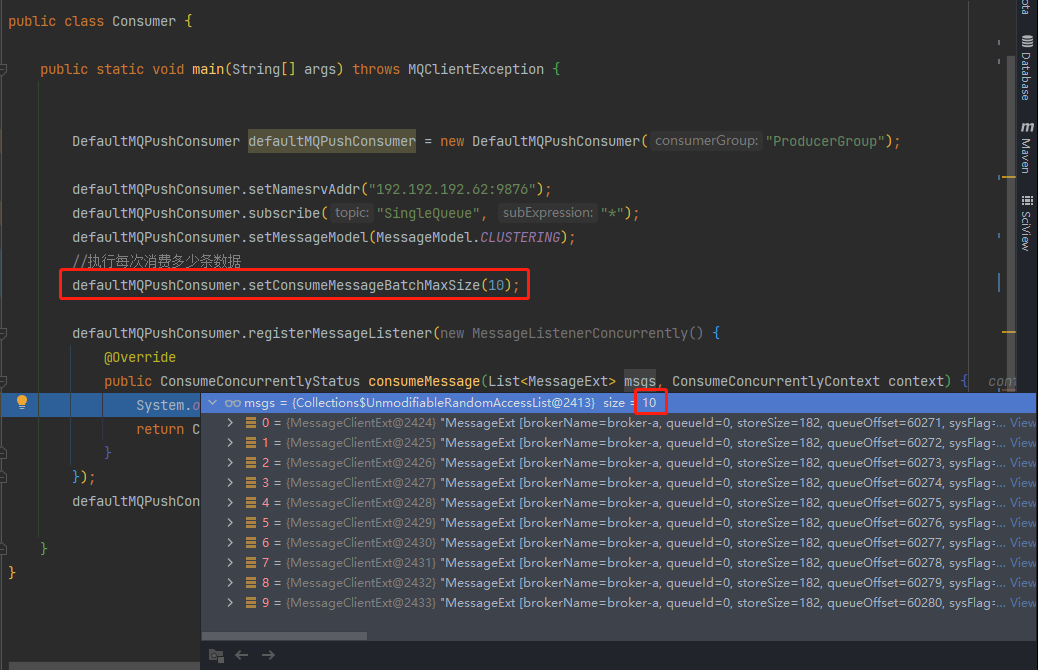 public class Consumer {
public static void main(String[] args) throws MQClientException {
DefaultMQPushConsumer defaultMQPushConsumer = new DefaultMQPushConsumer( consumerGroup: "ProducerGroup");
defaultMQPushConsumer.setNamesrvAddr("192.192.192.62:9876");
defaultMQPushConsumer.subscribe( topic: "SingleQueue", subExpression: "*");
defaultMQPushConsumer.setMessageModel(MessageModel.CLUSTERING);
//执行每次消费多少条数据
defaultMQPushConsumer.setConsumeMessageBatchMaxSize(10);
defaultMQPushConsumer.registerMessageListener(new MessageListenerConcurrently() {
@Override
public ConsumeConcurrentlyStatus consumeMessage(List<MessageExt> msgs, ConsumeConcurrentlyContext context) {
System.
return C
}
});
defaultMQPushCon
}
}
msgs = {Collections$UnmodifiableRandomAccessList@2413} size = 10
0 = {MessageClientExt@2424} "MessageExt [brokerName=broker-a, queueId=0, storeSize=182, queueOffset=60271, sysFlag=... View
1 = {MessageClientExt@2425} "MessageExt [brokerName=broker-a, queueId=0, storeSize=182, queueOffset=60272, sysFlag=... View
2 = {MessageClientExt@2426} "MessageExt [brokerName=broker-a, queueId=0, storeSize=182, queueOffset=60273, sysFlag=... View
3 = {MessageClientExt@2427} "MessageExt [brokerName=broker-a, queueId=0, storeSize=182, queueOffset=60274, sysFlag=... View
4 = {MessageClientExt@2428} "MessageExt [brokerName=broker-a, queueId=0, storeSize=182, queueOffset=60275, sysFlag=... View
5 = {MessageClientExt@2429} "MessageExt [brokerName=broker-a, queueId=0, storeSize=182, queueOffset=60276, sysFlag=... View
6 = {MessageClientExt@2430} "MessageExt [brokerName=broker-a, queueId=0, storeSize=182, queueOffset=60277, sysFlag=... View
7 = {MessageClientExt@2431} "MessageExt [brokerName=broker-a, queueId=0, storeSize=182, queueOffset=60278, sysFlag=... View
8 = {MessageClientExt@2432} "MessageExt [brokerName=broker-a, queueId=0, storeSize=182, queueOffset=60279, sysFlag=... View
9 = {MessageClientExt@2433} "MessageExt [brokerName=broker-a, queueId=0, storeSize=182, queueOffset=60280, sysFlag=... View
Database
Maven
SciView